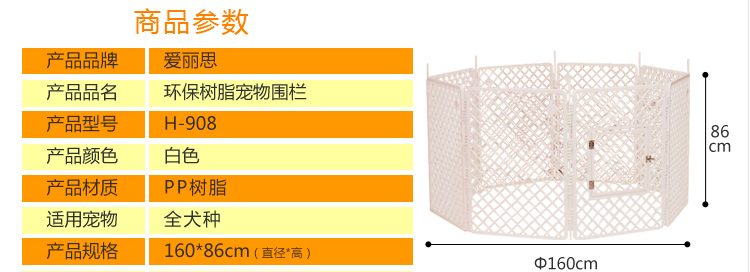 商品参数
产品品牌 爱丽思
产品品名 环保树脂宠物围栏
产品型号 H-908
产品颜色 白色
产品材质 PP树脂
适用宠物 全犬种
产品规格 160*86cm（直径*高）
86
cm
Φ160cm